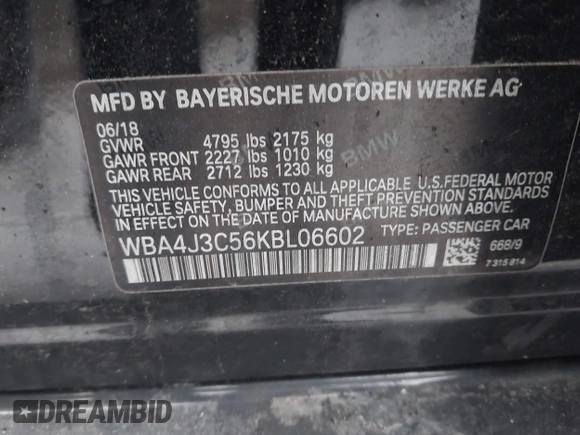 MFD BY BAYERISCHE MOTOREN WERKE AG
06/18
GVWR 4795 lbs 2175 kg
GAWR FRONT 2227 lbs 1010 kg
GAWR REAR 2712 lbs 1230 kg
THIS VEHICLE CONFORMS TO ALL APPLICABLE U.S.FEDERAL MOTOR
VEHICLE SAFETY, BUMPER AND THEFT PREVENTION
STANDARDS IN EFFECT ON THE DATE OF MANUFACTURE SHOWN ABOVE.
WBA4J3C56KBL06602 TYPE: PASSENGER CAR
668/9
7315814
DREAMBID